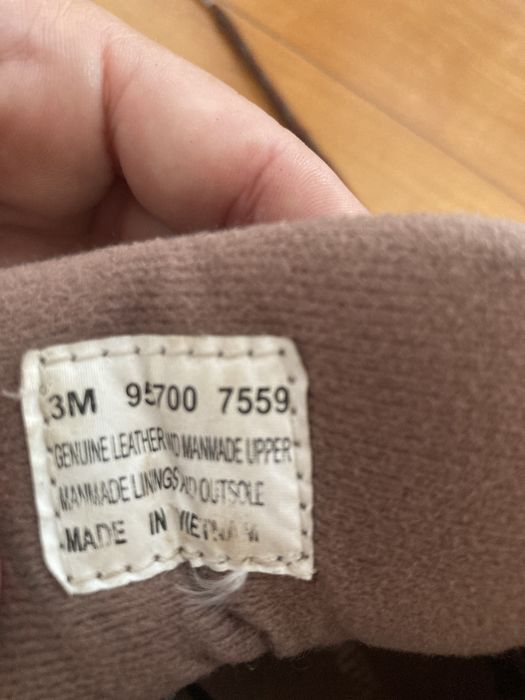 3M 95700 7559
GENUINE LEATHER AND MANMADE UPPER
MANMADE LININGS AND OUTSOLE
MADE IN VIETNAM